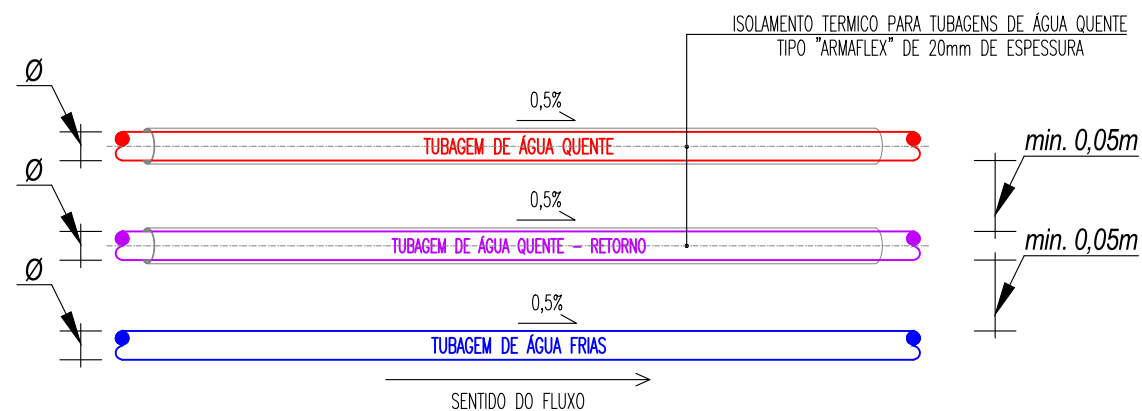 ISOLAMENTO TERMICO PARA TUBAGENS DE ÁGUA QUENTE
TIPO "ARMAFLEX" DE 20mm DE ESPESSURA
Ø
0,5%
TUBAGEM DE ÁGUA QUENTE
min. 0,05m
Ø
0,5%
TUBAGEM DE ÁGUA QUENTE - RETORNO
min. 0,05m
Ø
0,5%
TUBAGEM DE ÁGUA FRIAS
SENTIDO DO FLUXO